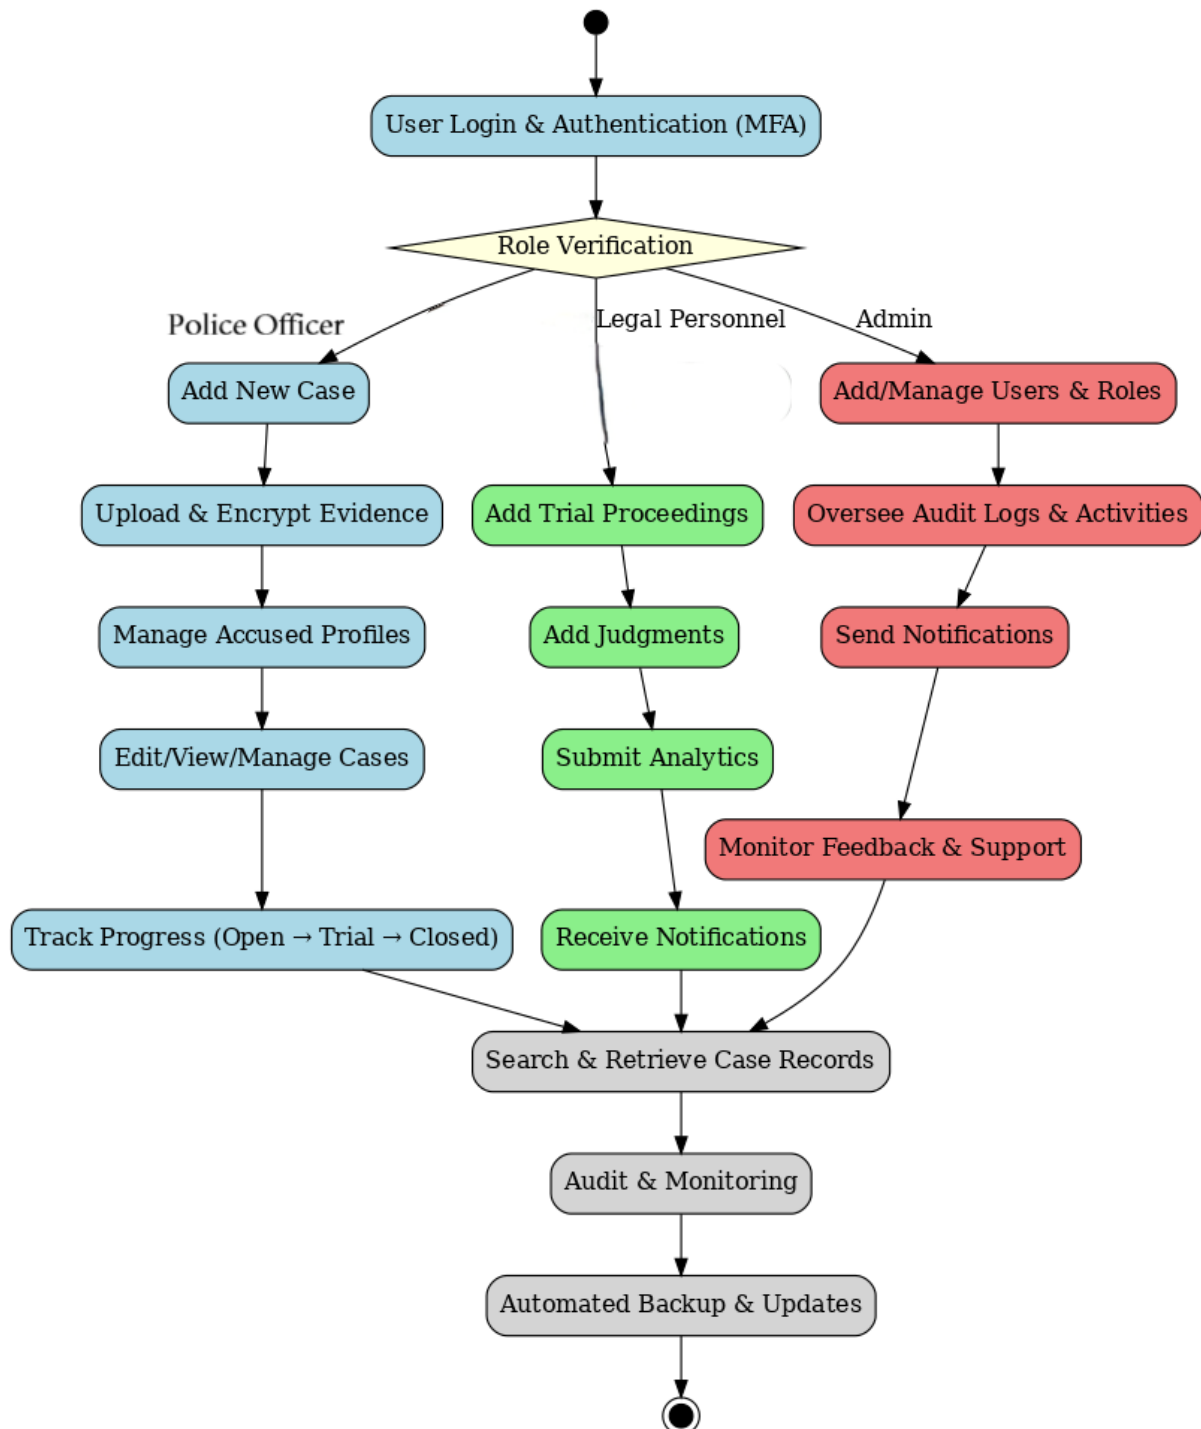 User Login & Authentication (MFA)
Role Verification
Police Officer
Legal Personnel
Admin
Add New Case
Add/Manage Users & Roles
Upload & Encrypt Evidence
Add Trial Proceedings
Oversee Audit Logs & Activities
Manage Accused Profiles
Add Judgments
Send Notifications
Edit/View/Manage Cases
Submit Analytics
Monitor Feedback & Support
Track Progress (Open → Trial → Closed)
Receive Notifications
Search & Retrieve Case Records
Audit & Monitoring
Automated Backup & Updates